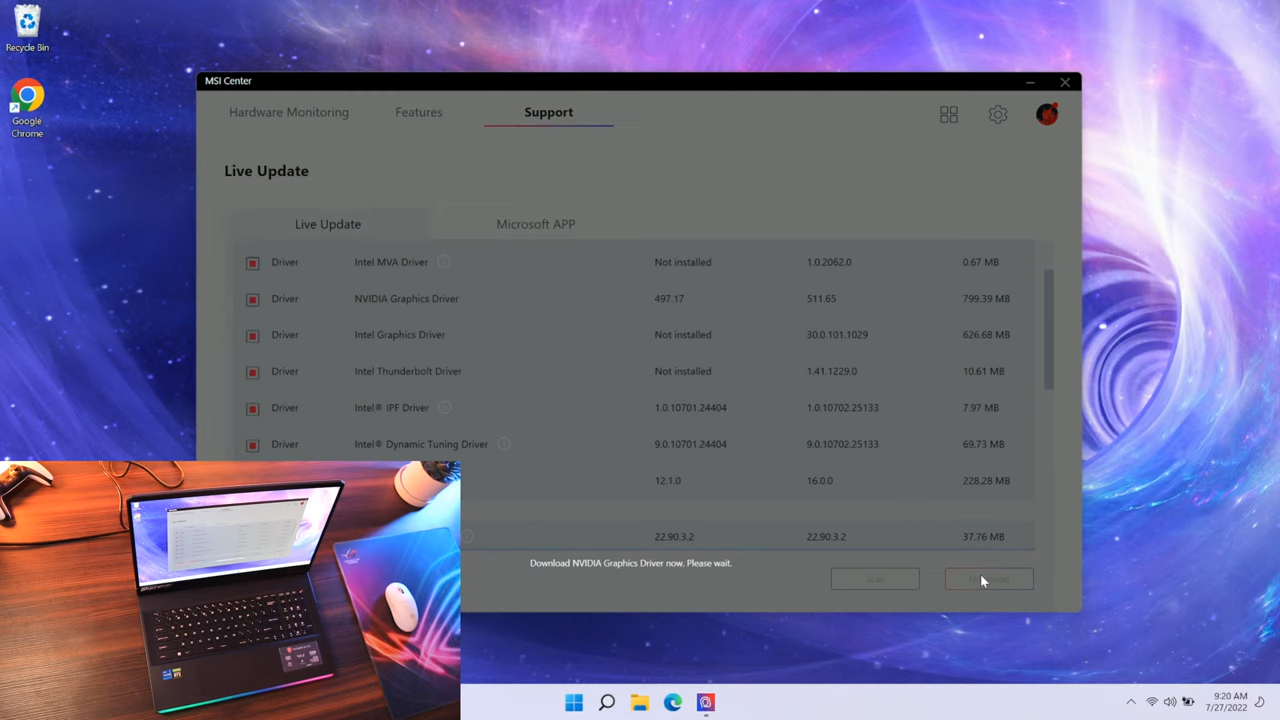 Recycle Bin
Google
Chrome
MSI Center
Hardware Monitoring Features Support
Live Update
Live Update Microsoft APP
Driver Intel MVA Driver Not installed 1.0.2062.0 0.67 MB
Driver NVIDIA Graphics Driver 497.17 511.65 799.39 MB
Driver Intel Graphics Driver Not installed 30.0.101.1029 626.68 MB
Driver Intel Thunderbolt Driver Not installed 1.41.1229.0 10.61 MB
Driver Intel® IPF Driver 1.0.10701.24404 1.0.10702.25133 7.97 MB
Driver Intel® Dynamic Tuning Driver 9.0.10701.24404 9.0.10702.25133 69.73 MB
12.1.0 16.0.0 228.28 MB
22.90.3.2 22.90.3.2 37.76 MB
Download NVIDIA Graphics Driver now. Please wait.
Scan
9:20 AM
7/27/2022